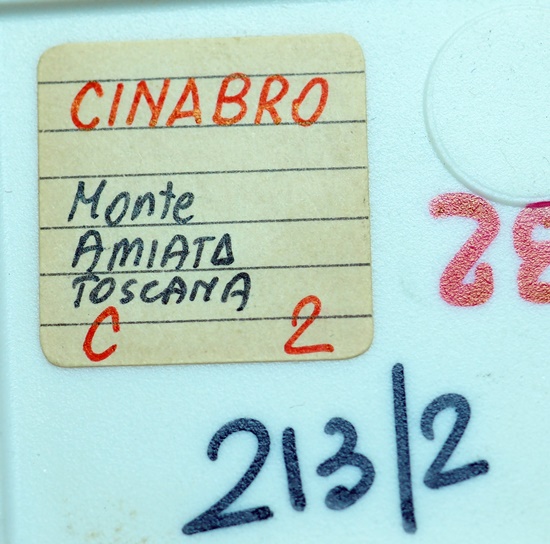 CINABRO
Monte
AMIATA
TOSCANA
C 2
28
213/2